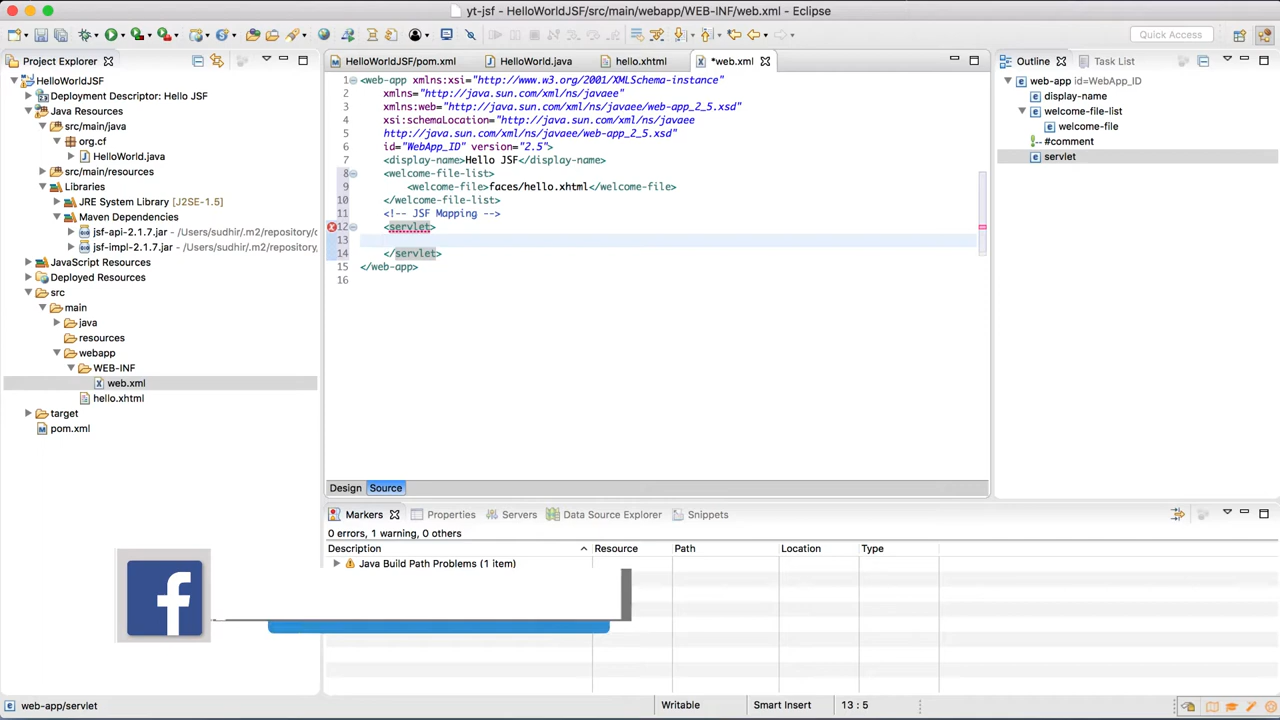 yt-jsf - HelloWorldJSF/src/main/webapp/WEB-INF/web.xml - Eclipse
Quick Access
Project Explorer
HelloWorldJSF
Deployment Descriptor: Hello JSF
Java Resources
src/main/java
org.cf
HelloWorld.java
src/main/resources
Libraries
JRE System Library [J2SE-1.5]
Maven Dependencies
jsf-api-2.1.7.jar - /Users/sudhir/.m2/repository/
jsf-impl-2.1.7.jar - /Users/sudhir/.m2/repository,
JavaScript Resources
Deployed Resources
src
main
java
resources
webapp
WEB-INF
web.xml
hello.xhtml
target
pom.xml
HelloWorldJSF/pom.xml
HelloWorld.java
hello.xhtml
*web.xml
1 <web-app xmlns:xsi="http://www.w3.org/2001/XMLSchema-instance"
2 xmlns="http://java.sun.com/xml/ns/javaee"
3 xmlns:web="http://java.sun.com/xml/ns/javaee/web-app_2_5.xsd"
4 xsi:schemaLocation="http://java.sun.com/xml/ns/javaee
5 http://java.sun.com/xml/ns/javaee/web-app_2_5.xsd"
6 id="WebApp_ID" version="2.5">
7 <display-name>Hello JSF</display-name>
8 <welcome-file-list>
9 <welcome-file>faces/hello.xhtml</welcome-file>
10 </welcome-file-list>
11 <!-- JSF Mapping -->
12 <servlet>
13
14 </servlet>
15 </web-app>
16
Design
Source
Outline
Task List
web-app id=WebApp_ID
display-name
welcome-file-list
welcome-file
#comment
servlet
Markers
Properties
Servers
Data Source Explorer
Snippets
0 errors, 1 warning, 0 others
Description
Resource
Path
Location
Type
Java Build Path Problems (1 item)
f
web-app/servlet
Writable
Smart Insert
13 : 5